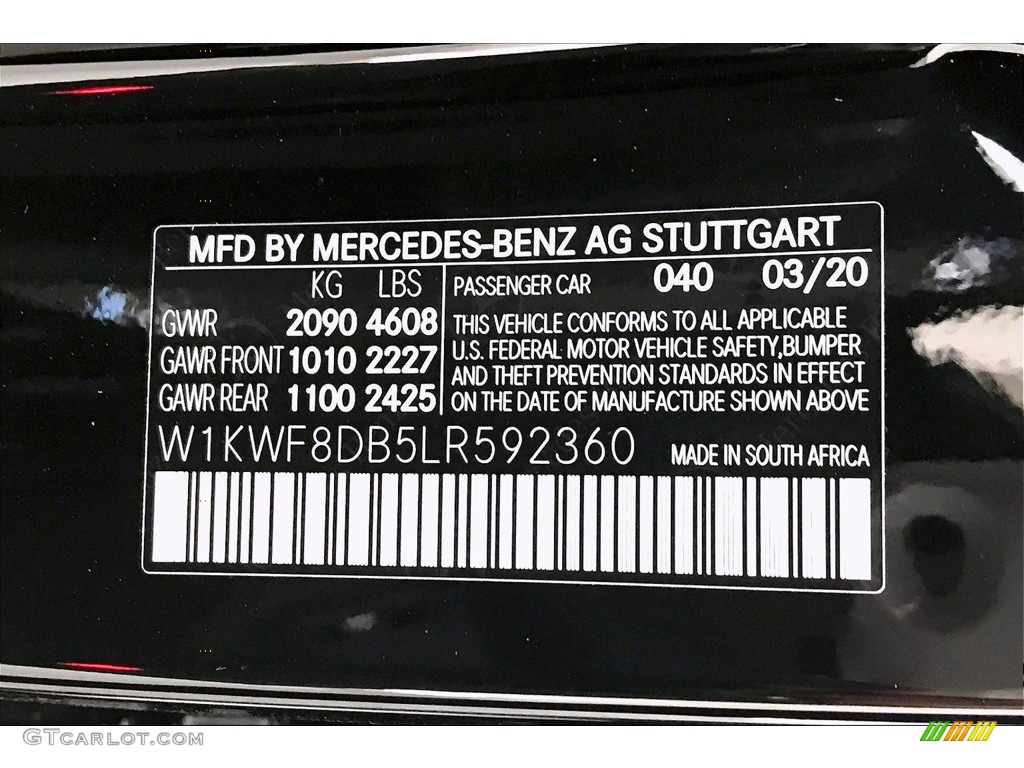 MFD BY MERCEDES-BENZ AG STUTTGART
KG LBS
GVWR 2090 4608
GAWR FRONT 1010 2227
GAWR REAR 1100 2425
PASSENGER CAR 040 03/20
THIS VEHICLE CONFORMS TO ALL APPLICABLE
U.S. FEDERAL MOTOR VEHICLE SAFETY,BUMPER
AND THEFT PREVENTION STANDARDS IN EFFECT
ON THE DATE OF MANUFACTURE SHOWN ABOVE
W1KWF8DB5LR592360 MADE IN SOUTH AFRICA
GTcarlot.com